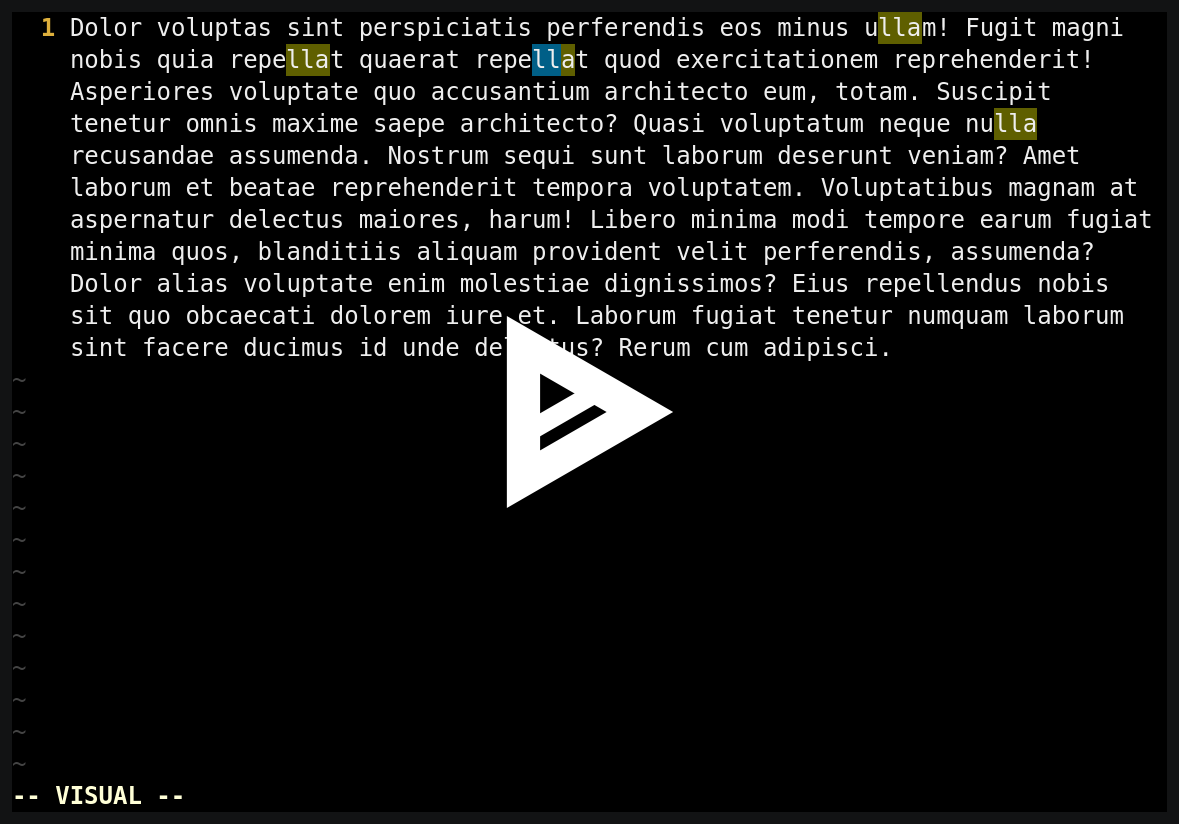 1 Dolor voluptas sint perspiciatis perferendis eos minus ullam! Fugit magni
nobis quia repellat quaerat repellat quod exercitationem reprehenderit!
Asperiores voluptate quo accusantium architecto eum, totam. Suscipit
tenetur omnis maxime saepe architecto? Quasi voluptatum neque nulla
recusandae assumenda. Nostrum sequi sunt laborum deserunt veniam? Amet
laborum et beatae reprehenderit tempora voluptatem. Voluptatibus magnam at
aspernatur delectus maiores, harum! Libero minima modi tempore earum fugiat
minima quos, blanditiis aliquam provident velit perferendis, assumenda?
Dolor alias voluptate enim molestiae dignissimos? Eius repellendus nobis
sit quo obcaecati dolorem iure et. Laborum fugiat tenetur numquam laborum
sint facere ducimus id unde Rerum cum adipisci.
~
~
~
~
~
~
~
~
~
~
~
~
~
-- VISUAL --